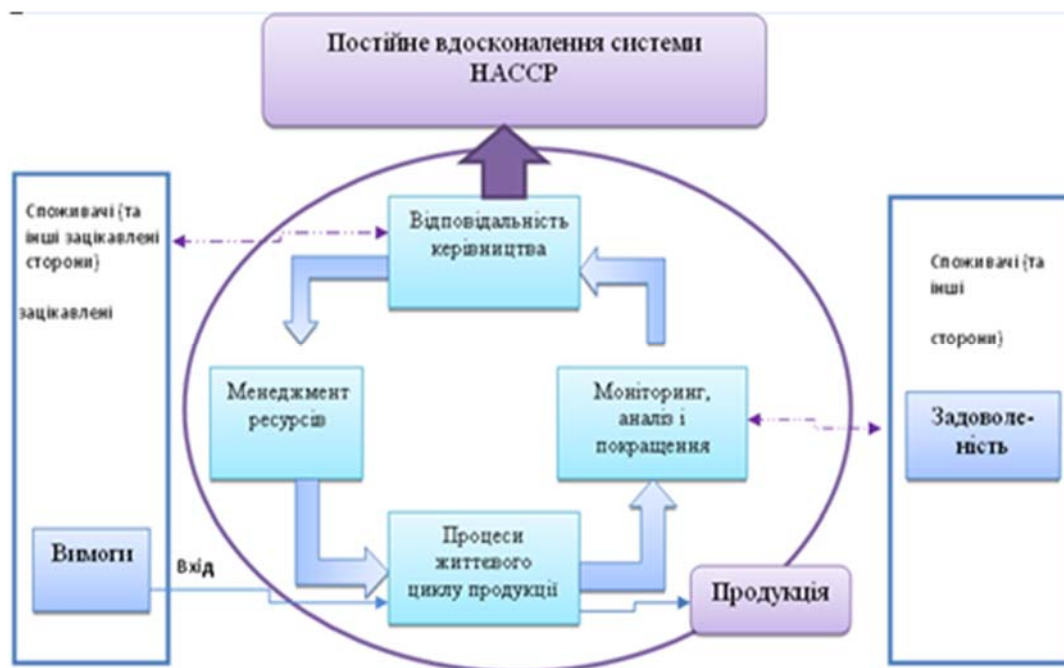 Постійне вдосконалення системи
НАССР
Споживачі (та
інші зацікавлені
сторони)
зацікавлені
Відповідальність
керівництва
Споживачі (та
інші
сторони)
Менеджмент
ресурсів
Моніторинг,
аналіз і
покращення
Задоволе-
ність
Вимоги
Вхід
Процеси
життєвого
циклу продукції
Продукція